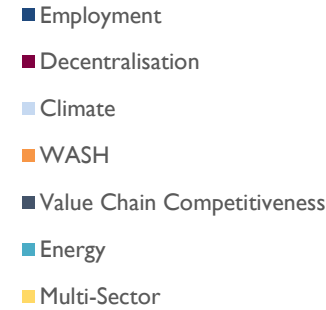 Employment
Decentralisation
Climate
WASH
Value Chain Competitiveness
Energy
Multi-Sector